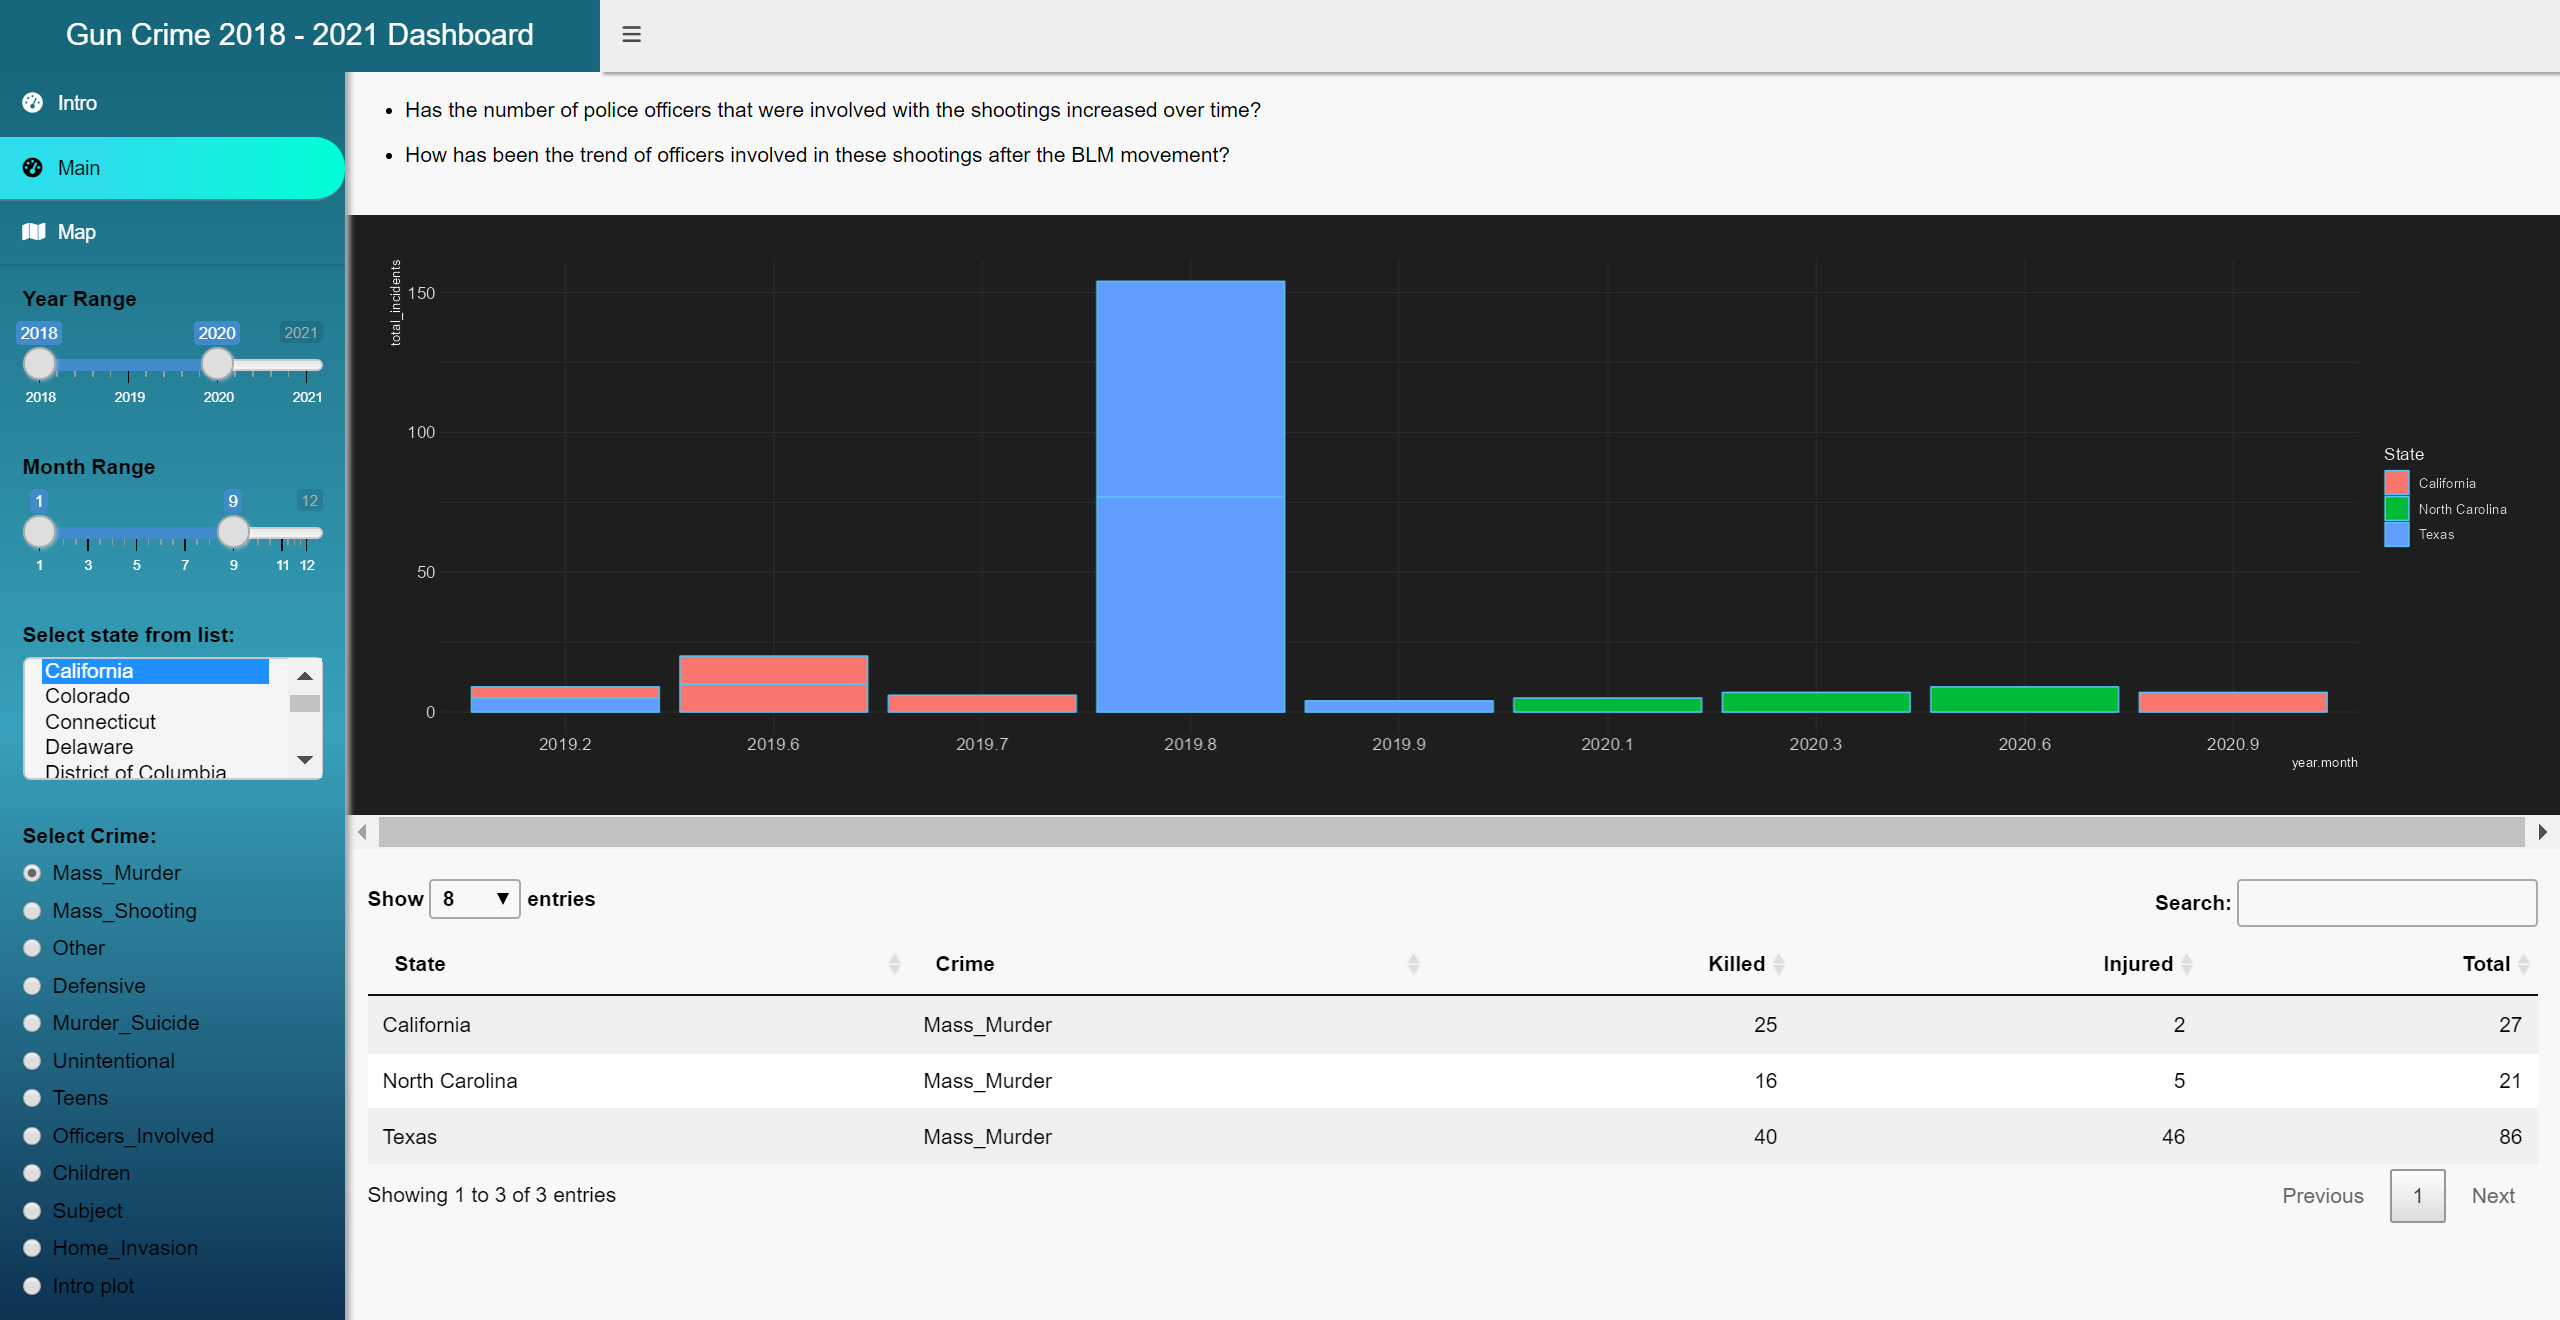 Gun Crime 2018 - 2021 Dashboard
Intro
Main
Map
Year Range
2018 2020 2021
2018 2019 2020 2021
Month Range
1 9 12
1 3 5 7 9 11 12
Select state from list:
California
Colorado
Connecticut
Delaware
District of Columbia
Select Crime:
Mass_Murder
Mass_Shooting
Other
Defensive
Murder_Suicide
Unintentional
Teens
Officers_Involved
Children
Subject
Home_Invasion
Intro plot
Has the number of police officers that were involved with the shootings increased over time?
How has been the trend of officers involved in these shootings after the BLM movement?
total_incidents
150
100
50
0
2019.2 2019.6 2019.7 2019.8 2019.9 2020.1 2020.3 2020.6 2020.9
year.month
State
California
North Carolina
Texas
Show 8 entries
Search:
State Crime Killed Injured Total
California Mass_Murder 25 2 27
North Carolina Mass_Murder 16 5 21
Texas Mass_Murder 40 46 86
Showing 1 to 3 of 3 entries
Previous 1 Next